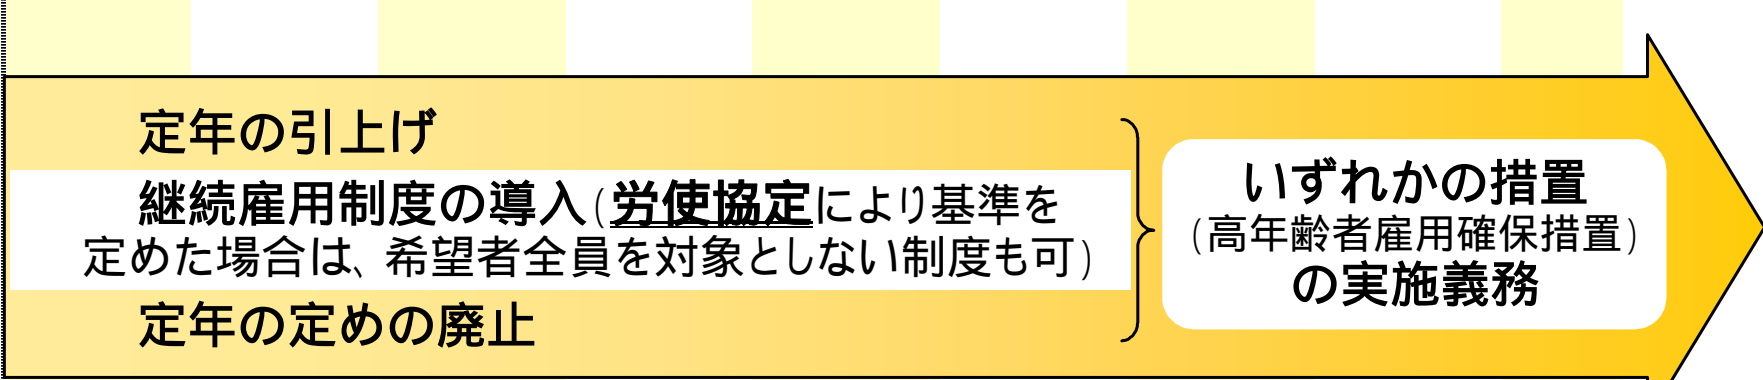 定年の引上げ
継続雇用制度の導入(労使協定により基準を
定めた場合は、希望者全員を対象としない制度も可)
定年の定めの廃止
いずれかの措置
(高年齢者雇用確保措置)
の実施義務